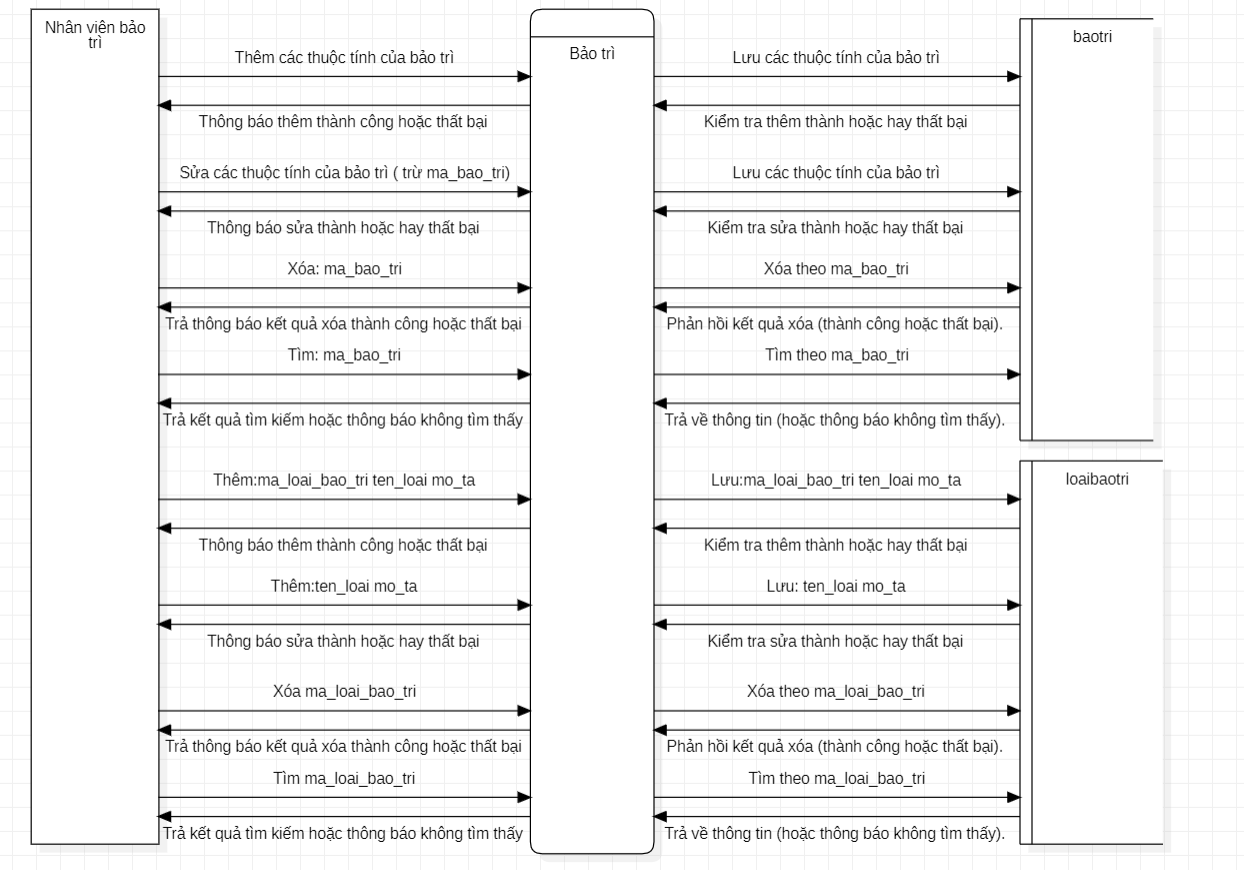 Nhân viên bảo
trì
Bảo trì
baotri
Thêm các thuộc tính của bảo trì
Lưu các thuộc tính của bảo trì
Thông báo thêm thành công hoặc thất bại
Kiểm tra thêm thành hoặc hay thất bại
Sửa các thuộc tính của bảo trì ( trừ ma_bao_tri)
Lưu các thuộc tính của bảo trì
Thông báo sửa thành hoặc hay thất bại
Kiểm tra sửa thành hoặc hay thất bại
Xóa: ma_bao_tri
Xóa theo ma_bao_tri
Trả thông báo kết quả xóa thành công hoặc thất bại
Phản hồi kết quả xóa (thành công hoặc thất bại).
Tìm: ma_bao_tri
Tìm theo ma_bao_tri
Trả kết quả tìm kiếm hoặc thông báo không tìm thấy
Trả về thông tin (hoặc thông báo không tìm thấy).
loaibaotri
Thêm:ma_loai_bao_tri ten_loai mo_ta
Lưu:ma_loai_bao_tri ten_loai mo_ta
Thông báo thêm thành công hoặc thất bại
Kiểm tra thêm thành hoặc hay thất bại
Thêm:ten_loai mo_ta
Lưu: ten_loai mo_ta
Thông báo sửa thành hoặc hay thất bại
Kiểm tra sửa thành hoặc hay thất bại
Xóa ma_loai_bao_tri
Xóa theo ma_loai_bao_tri
Trả thông báo kết quả xóa thành công hoặc thất bại
Phản hồi kết quả xóa (thành công hoặc thất bại).
Tìm ma_loai_bao_tri
Tìm theo ma_loai_bao_tri
Trả kết quả tìm kiếm hoặc thông báo không tìm thấy
Trả về thông tin (hoặc thông báo không tìm thấy).